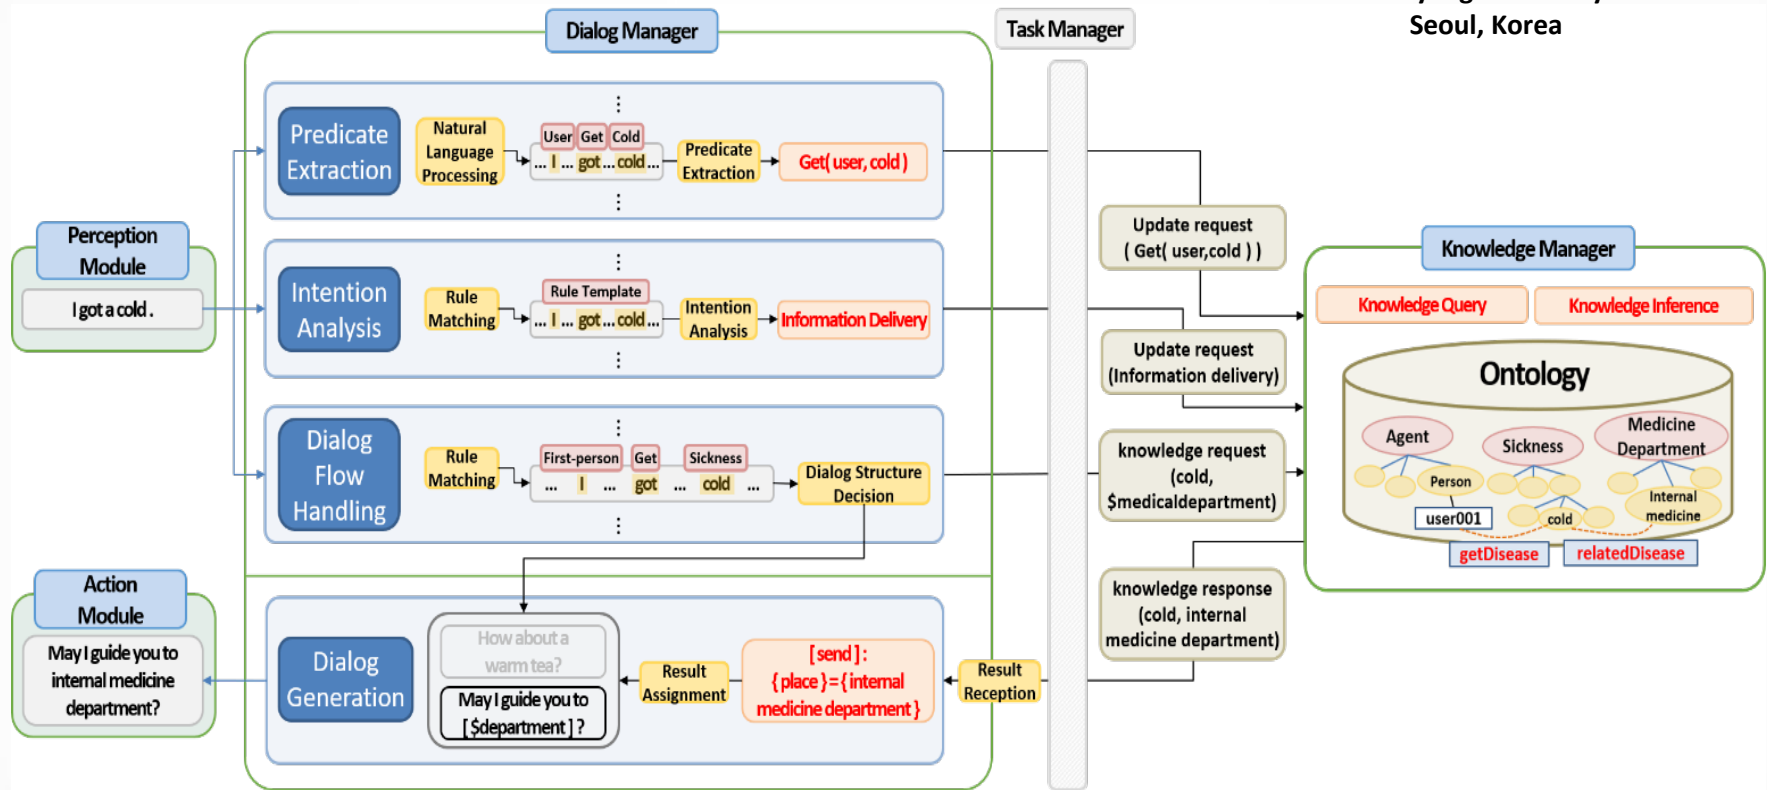 Seoul, Korea
Dialog Manager
Task Manager
Predicate
Extraction
Natural
Language
Processing
User Get Cold
... I ... got ... cold ...
Predicate
Extraction
Get( user, cold )
Update request
( Get( user,cold ) )
Perception
Module
I got a cold .
Intention
Analysis
Rule
Matching
Rule Template
... I ... got ... cold ...
Intention
Analysis
Information Delivery
Update request
(Information delivery)
Knowledge Manager
Knowledge Query
Knowledge Inference
Ontology
Agent
Person
user001
Sickness
cold
Medicine
Department
Internal
medicine
getDisease
relatedDisease
Dialog
Flow
Handling
Rule
Matching
First-person Get Sickness
... I ... got ... cold ...
Dialog Structure
Decision
knowledge request
(cold,
$medicaldepartment)
knowledge response
(cold, internal
medicine department)
Action
Module
May I guide you to
internal medicine
department?
Dialog
Generation
How about a
warm tea?
May I guide you to
[ $department ] ?
Result
Assignment
[ send ] :
{ place } = { internal
medicine department }
Result
Reception